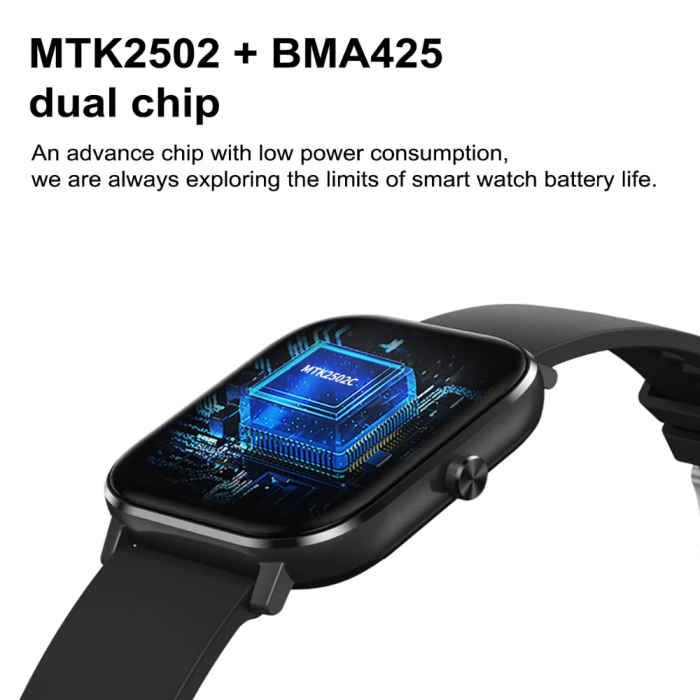 MTK2502 + BMA425
dual chip
An advance chip with low power consumption,
we are always exploring the limits of smart watch battery life.
MTK2502C